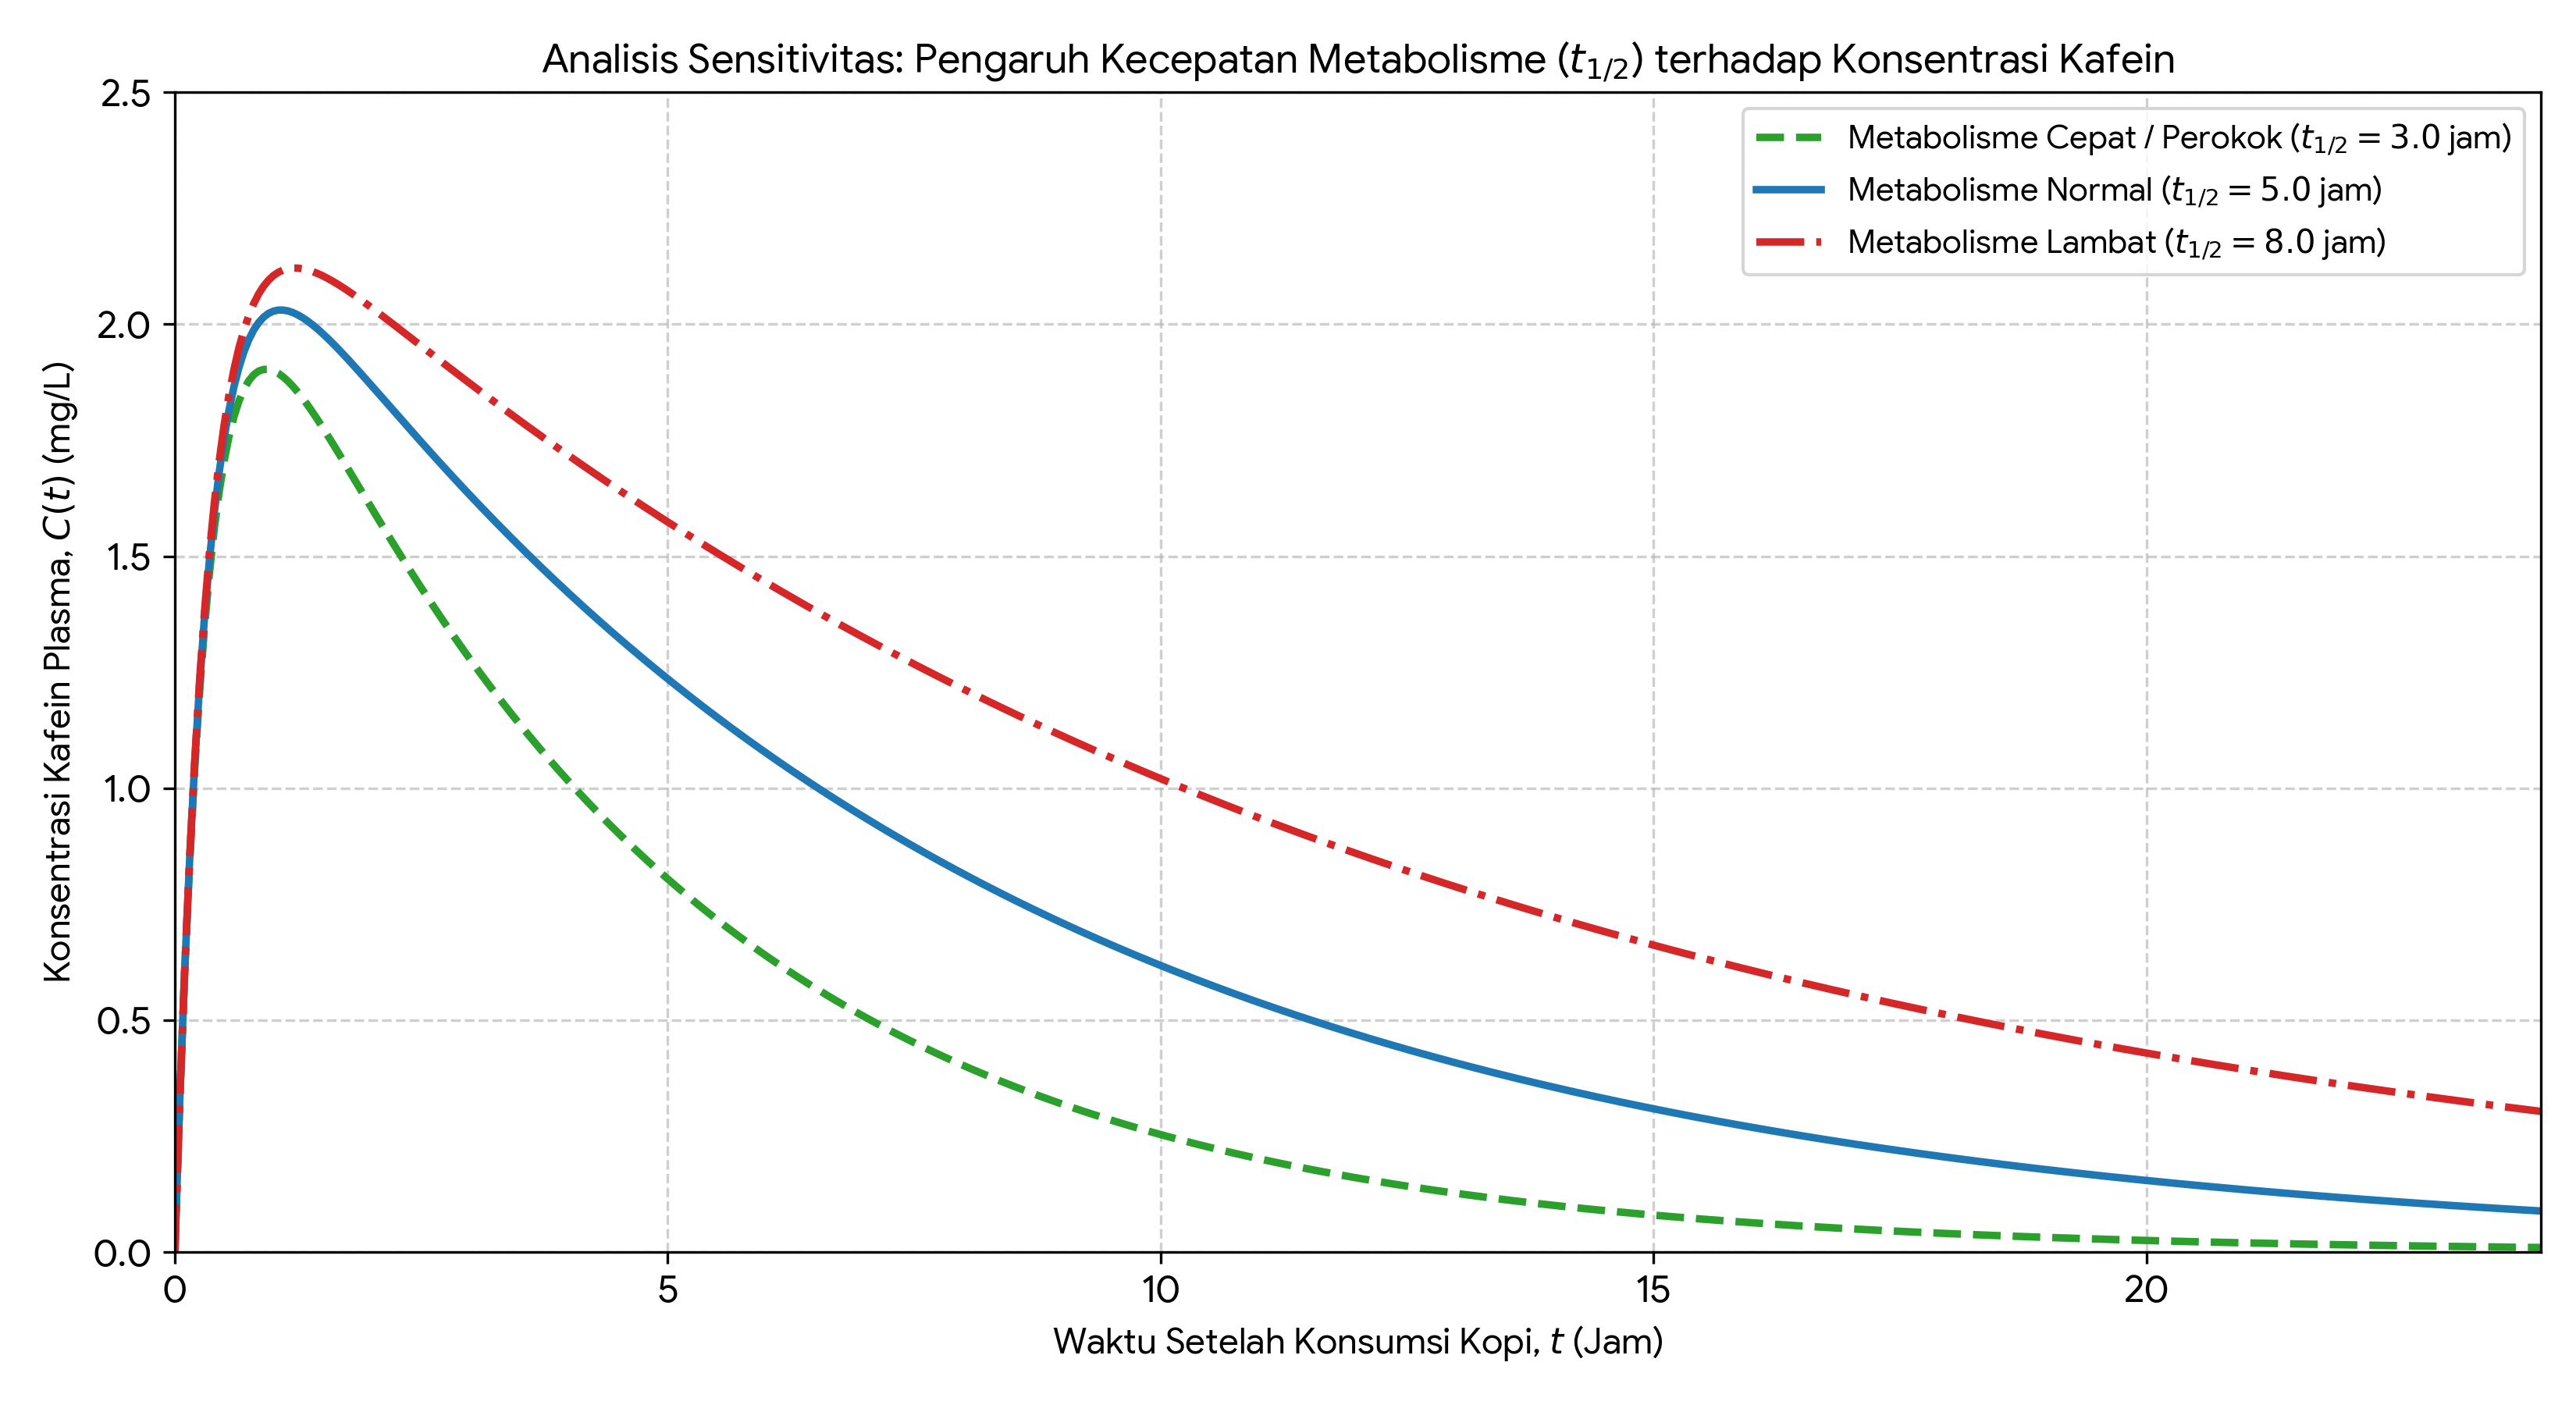 Analisis Sensitivitas: Pengaruh Kecepatan Metabolisme (t1/2) terhadap Konsentrasi Kafein
Metabolisme Cepat / Perokok (t1/2 = 3.0 jam)
Metabolisme Normal (t1/2 = 5.0 jam)
Metabolisme Lambat (t1/2 = 8.0 jam)
Konsentrasi Kafein Plasma, C(t) (mg/L)
2.5
2.0
1.5
1.0
0.5
0.0
0 5 10 15 20
Waktu Setelah Konsumsi Kopi, t (Jam)